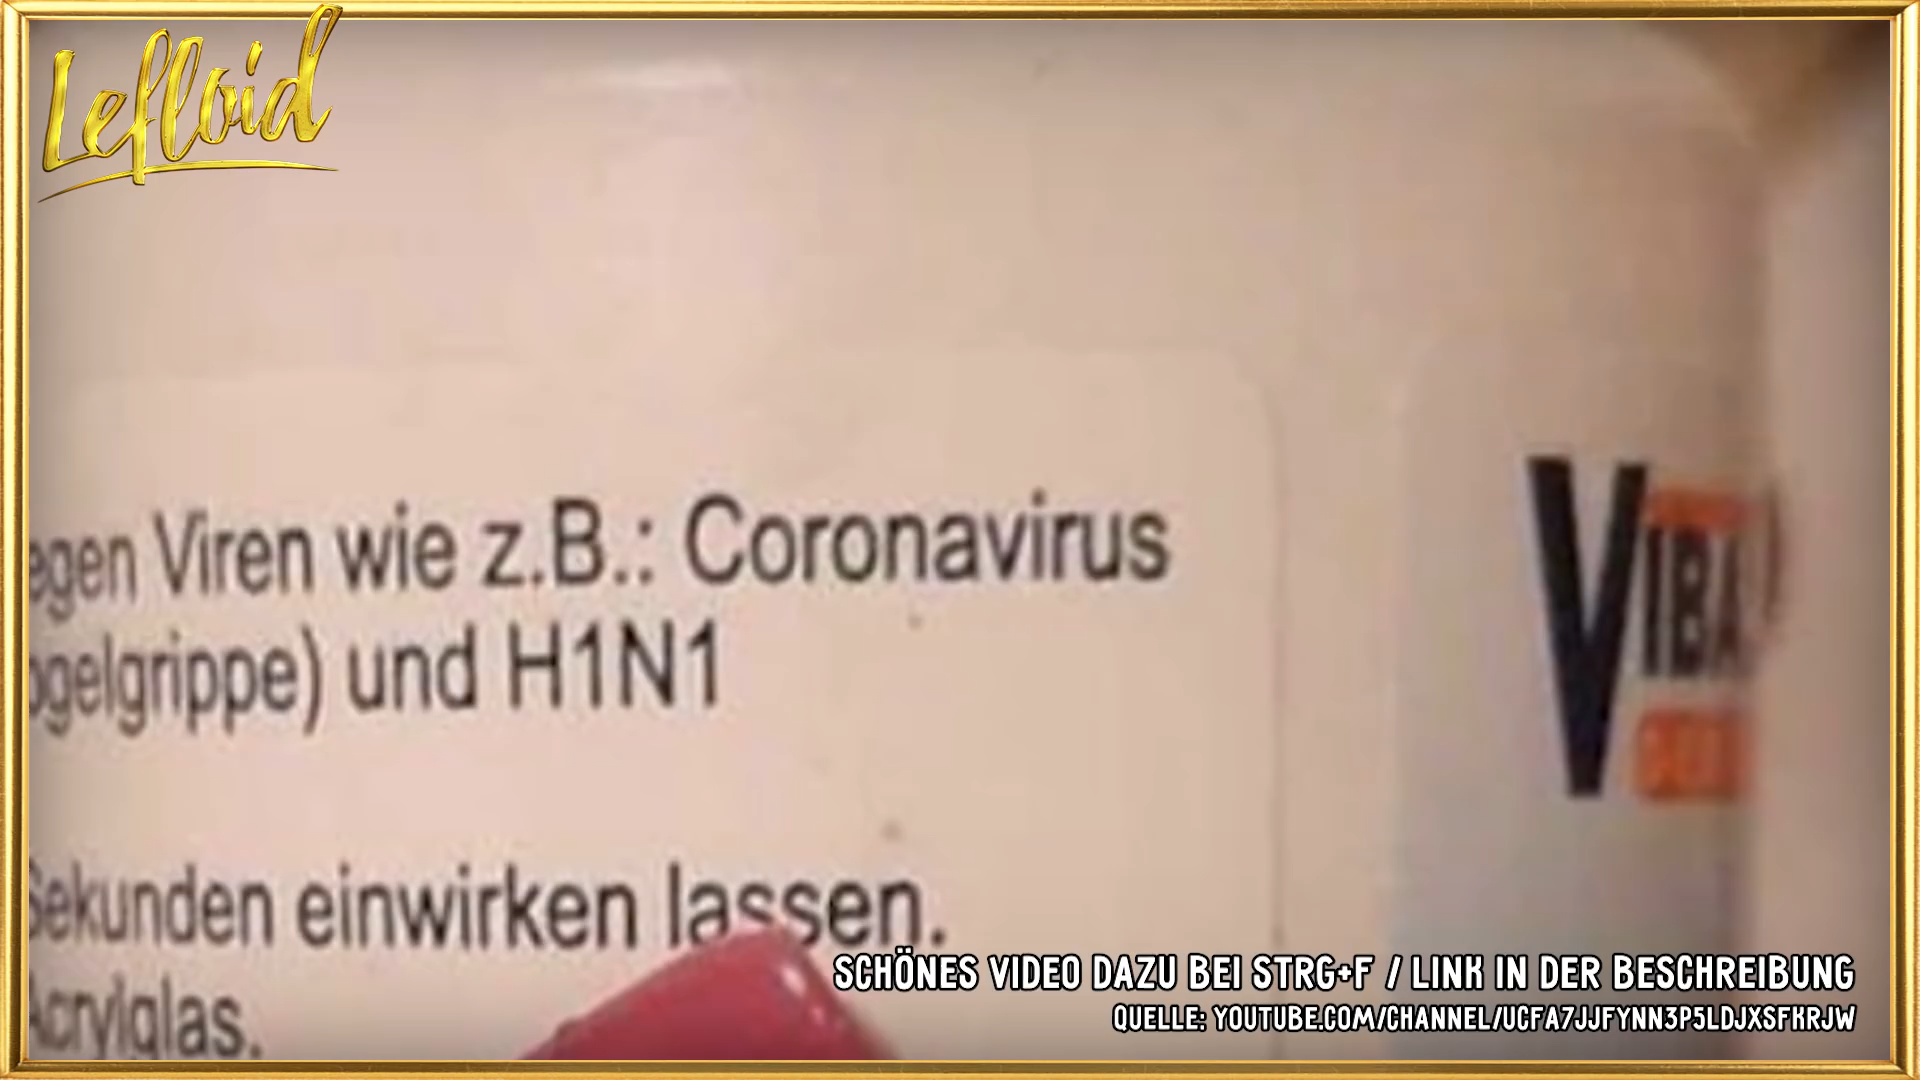 Lefloid
egen Viren wie z.B.: Coronavirus
ogelgrippe) und H1N1
Sekunden einwirken lassen.
Acrylglas.
VIBA
SCHÖNES VIDEO DAZU BEI STRG+F / LINK IN DER BESCHREIBUNG
QUELLE: YOUTUBE.COM/CHANNEL/UCFA7JJFYNN3P5LDJXSFKRJW